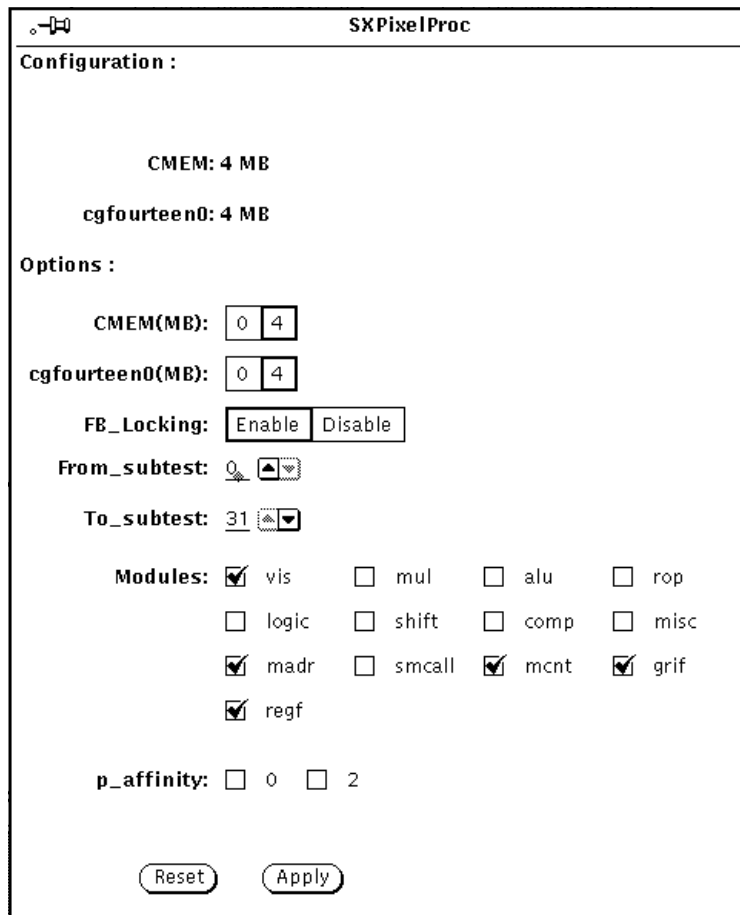 SXPixelProc
Configuration :
CMEM: 4 MB
cgfourteen0: 4 MB
Options :
CMEM(MB): 0 4
cgfourteen0(MB): 0 4
FB_Locking: Enable Disable
From_subtest: 0
To_subtest: 31
Modules: vis mul alu rop
logic shift comp misc
madr smcall mcnt grif
regf
p_affinity: 0 2
Reset Apply